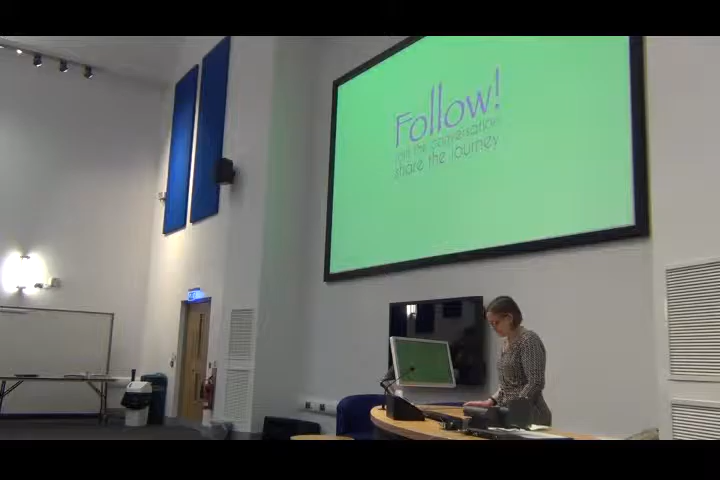 Follow!
join the conversation
share the journey